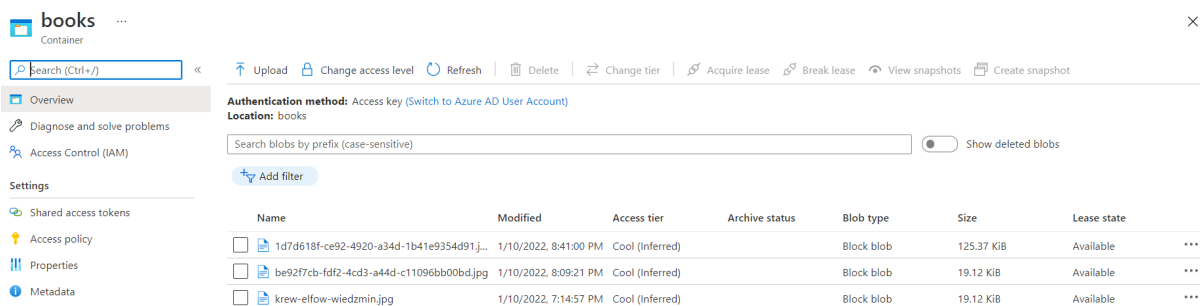 books ...
Container
Search (Ctrl+/) «
Overview
Diagnose and solve problems
Access Control (IAM)
Settings
Shared access tokens
Access policy
Properties
Metadata
Upload Change access level Refresh Delete Change tier Acquire lease Break lease View snapshots Create snapshot
Authentication method: Access key (Switch to Azure AD User Account)
Location: books
Search blobs by prefix (case-sensitive) Show deleted blobs
Add filter
Name Modified Access tier Archive status Blob type Size Lease state
1d7d618f-ce92-4920-a34d-1b41e9354d91.j... 1/10/2022, 8:41:00 PM Cool (Inferred) Block blob 125.37 KiB Available ...
be92f7cb-fdf2-4cd3-a44d-c11096bb00bd.jpg 1/10/2022, 8:09:21 PM Cool (Inferred) Block blob 19.12 KiB Available ...
krew-elfow-wiedzmin.jpg 1/10/2022, 7:14:57 PM Cool (Inferred) Block blob 19.12 KiB Available ...